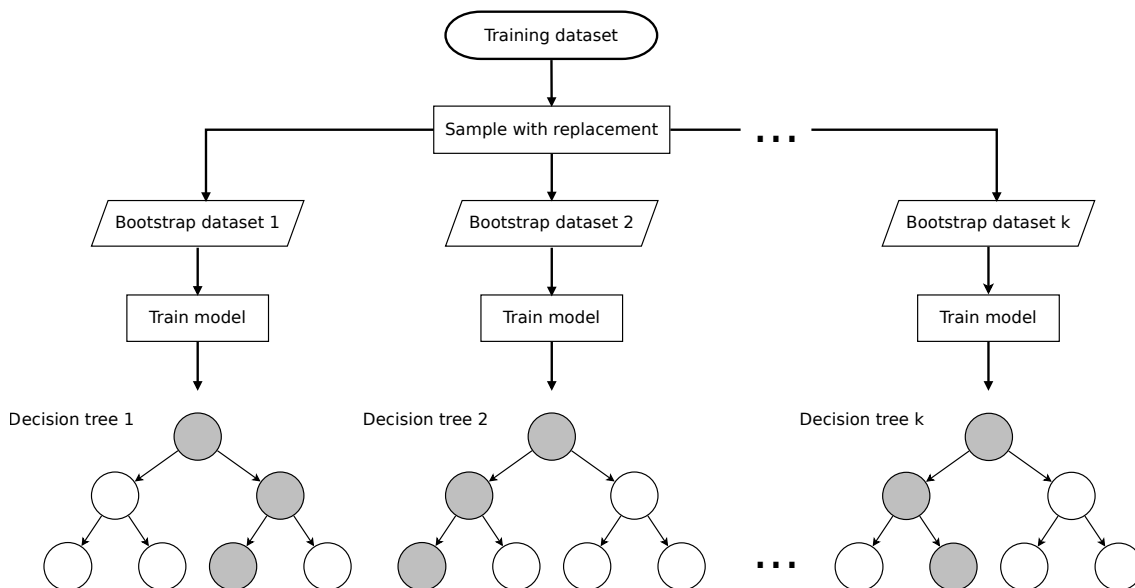 Training dataset
Sample with replacement
...
Bootstrap dataset 1
Bootstrap dataset 2
Bootstrap dataset k
Train model
Train model
Train model
Decision tree 1
Decision tree 2
Decision tree k
...